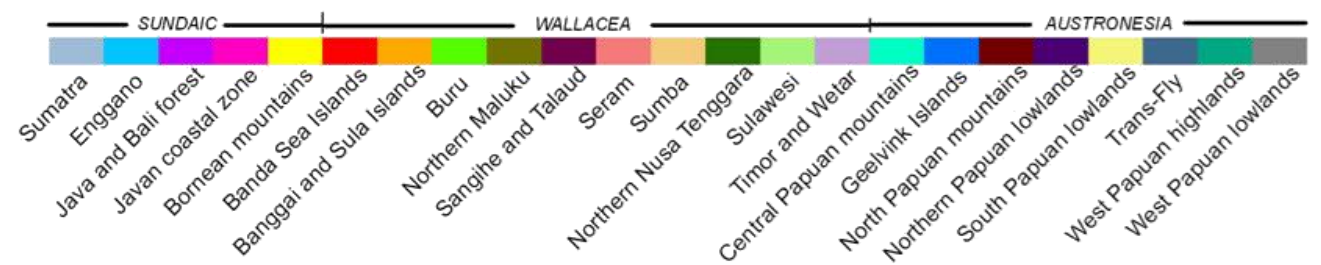 SUNDAIC
WALLACEA
AUSTRONESIA
Sumatra
Enggano
Java and Bali forest
Javan coastal zone
Bornean mountains
Banda Sea Islands
Banggai and Sula Islands
Buru
Northern Maluku
Sangihe and Talaud
Seram
Sumba
Northern Nusa Tenggara
Sulawesi
Timor and Wetar
Central Papuan mountains
Geelvink Islands
North Papuan mountains
Northern Papuan lowlands
South Papuan lowlands
Trans-Fly
West Papuan highlands
West Papuan lowlands